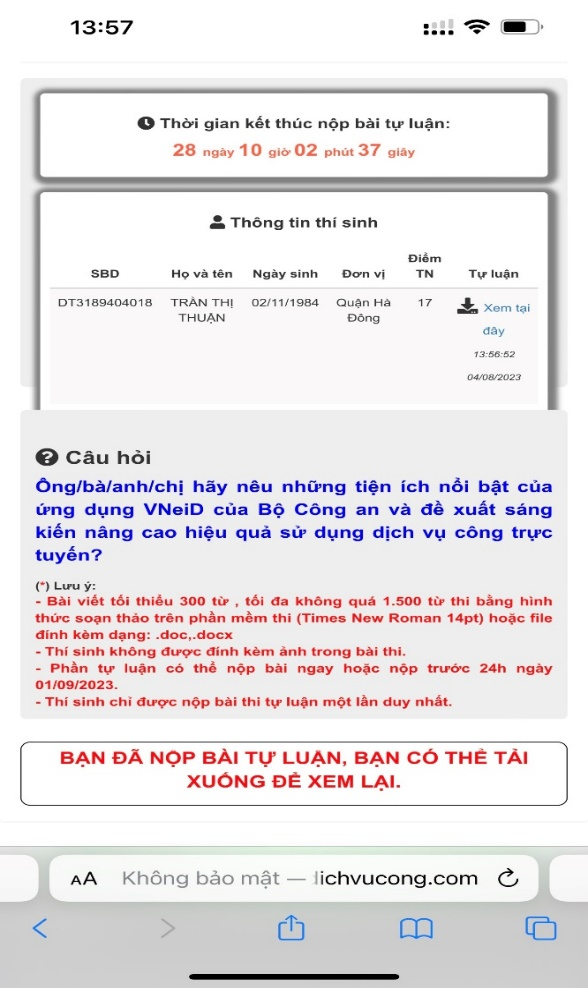 13:57
Thời gian kết thúc nộp bài tự luận:
28 ngày 10 giờ 02 phút 37 giây
Thông tin thí sinh
SBD Họ và tên Ngày sinh Đơn vị Điểm TN Tự luận
DT3189404018 TRẦN THỊ THUẬN 02/11/1984 Quận Hà Đông 17 Xem tại đây
13:56:52
04/08/2023
Câu hỏi
Ông/bà/anh/chị hãy nêu những tiện ích nổi bật của
ứng dụng VNeiD của Bộ Công an và đề xuất sáng
kiến nâng cao hiệu quả sử dụng dịch vụ công trực
tuyến?
(*) Lưu ý:
- Bài viết tối thiểu 300 từ , tối đa không quá 1.500 từ thi bằng hình
thức soạn thảo trên phần mềm thi (Times New Roman 14pt) hoặc file
đính kèm dạng: .doc,.docx
- Thí sinh không được đính kèm ảnh trong bài thi.
- Phần tự luận có thể nộp bài ngay hoặc nộp trước 24h ngày
01/09/2023.
- Thí sinh chỉ được nộp bài thi tự luận một lần duy nhất.
BẠN ĐÃ NỘP BÀI TỰ LUẬN, BẠN CÓ THỂ TẢI
XUỐNG ĐỂ XEM LẠI.
AA Không bảo mật — lichvucong.com